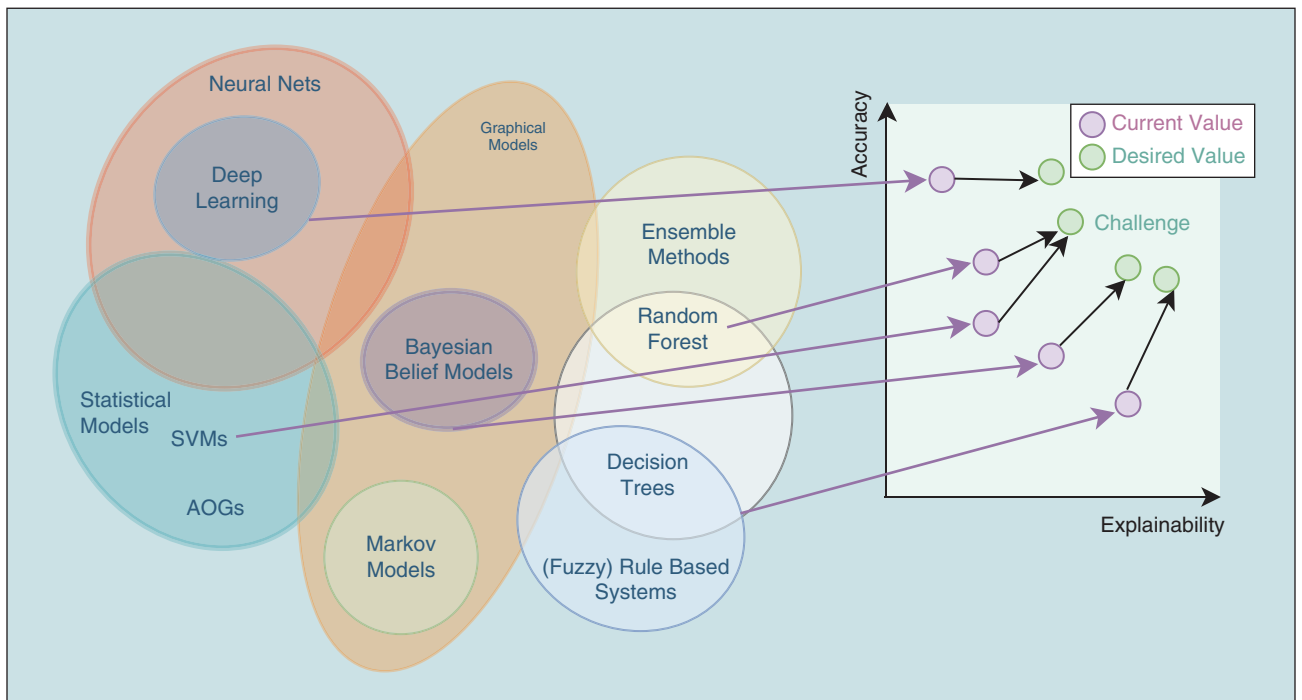 Neural Nets
Deep
Learning
Graphical
Models
Ensemble
Methods
Random
Forest
Bayesian
Belief Models
Statistical
Models
SVMs
AOGs
Decision
Trees
Markov
Models
(Fuzzy) Rule Based
Systems
Accuracy
Current Value
Desired Value
Challenge
Explainability